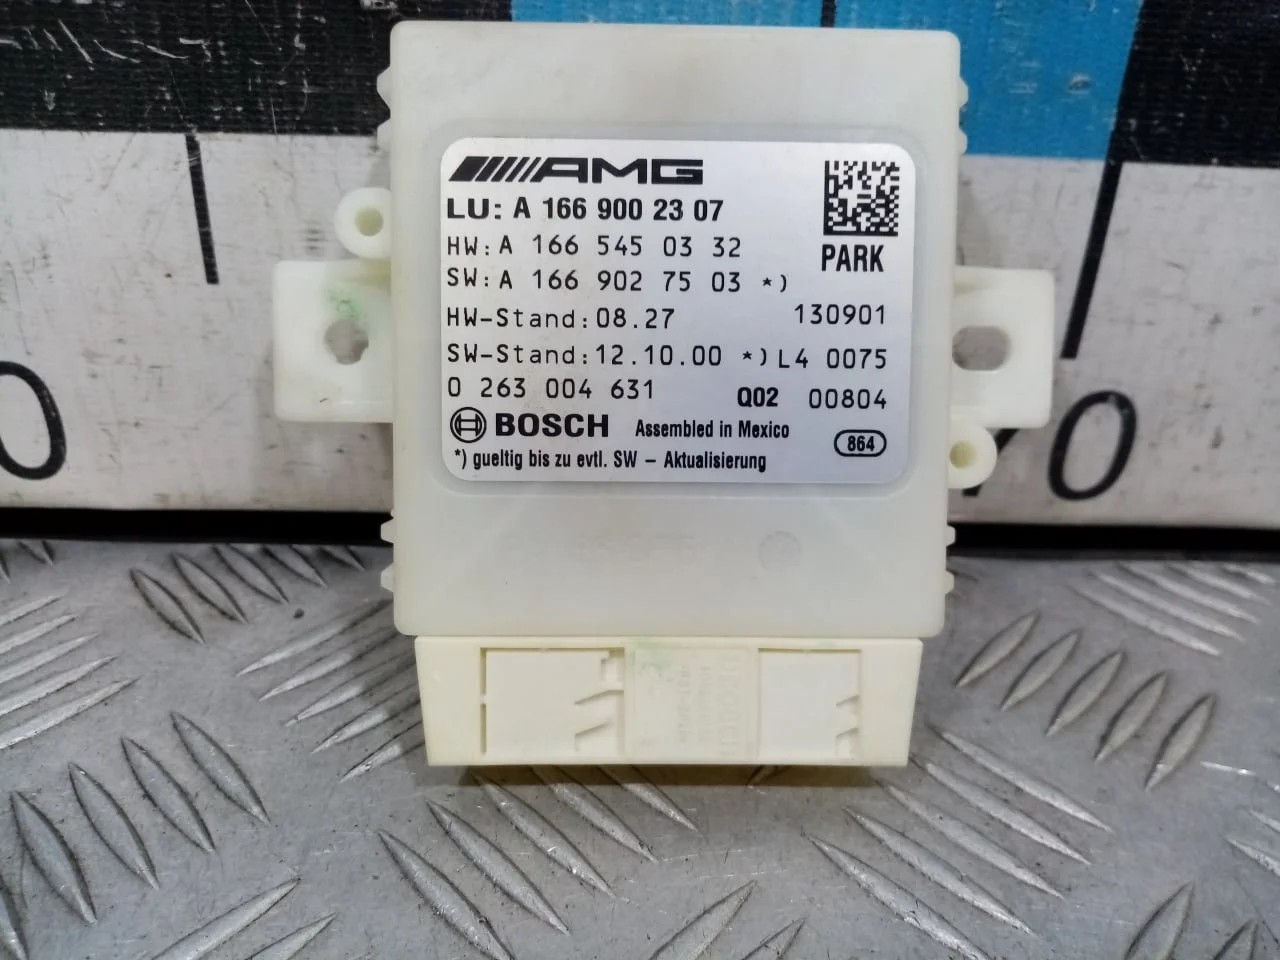 AMG
LU: A 166 900 23 07
HW: A 166 545 03 32
PARK
SW: A 166 902 75 03 *)
HW-Stand: 08.27 130901
SW-Stand: 12.10.00 *) L4 0075
0 263 004 631 Q02 00804
BOSCH Assembled in Mexico 864
*) gueltig bis zu evtl. SW - Aktualisierung